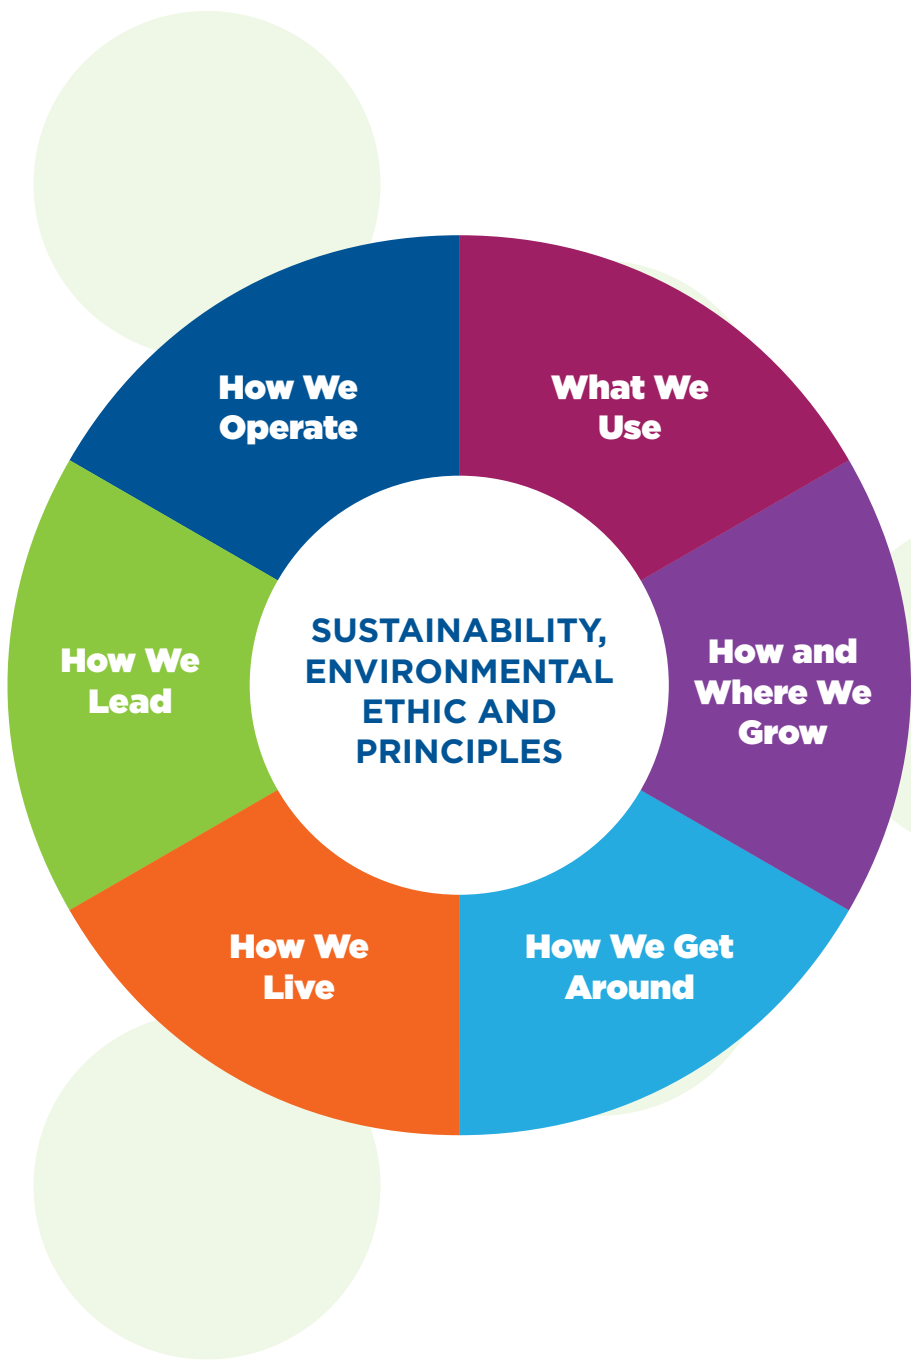 How We
Operate
What We
Use
How and
Where We
Grow
How We Get
Around
How We
Live
How We
Lead
SUSTAINABILITY,
ENVIRONMENTAL
ETHIC AND
PRINCIPLES